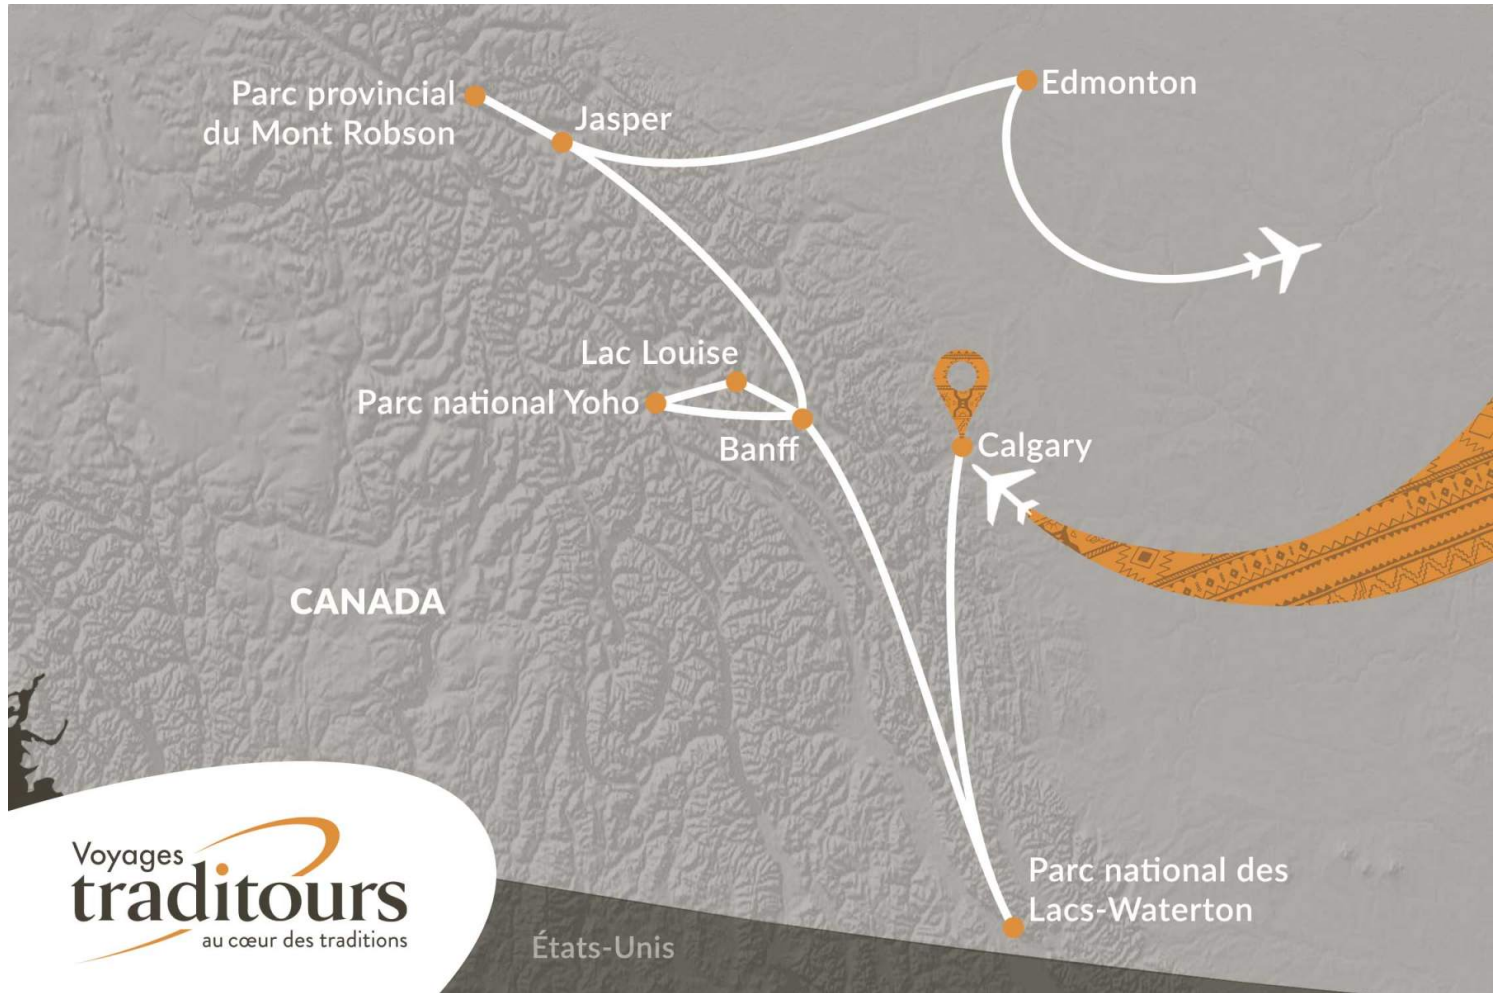 Parc provincial
du Mont Robson
Jasper
Edmonton
Lac Louise
Parc national Yoho
Banff
Calgary
CANADA
Parc national des
Lacs-Waterton
États-Unis
Voyages
traditours
au cœur des traditions